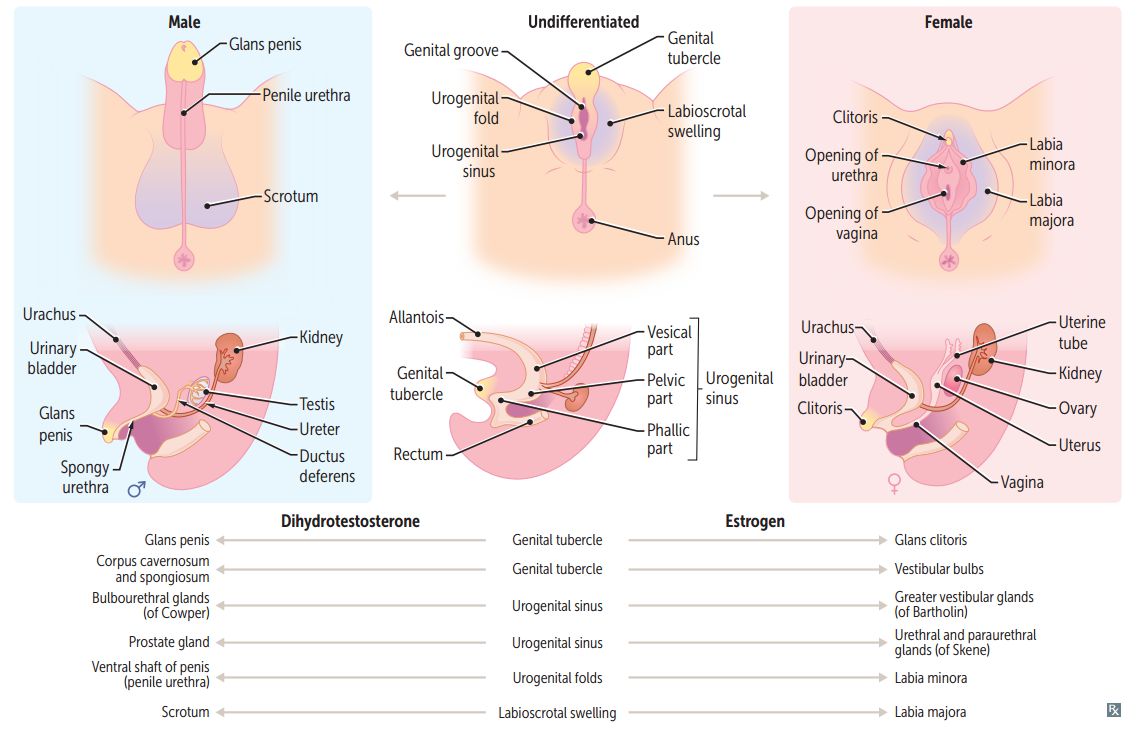 Male
Glans penis
Penile urethra
Scrotum
Undifferentiated
Genital groove
Genital
tubercle
Urogenital
fold
Labioscrotal
swelling
Urogenital
sinus
Anus
Female
Clitoris
Opening of
urethra
Labia
minora
Opening of
vagina
Labia
majora
Urachus
Urinary
bladder
Glans
penis
Spongy
urethra
♂
Kidney
Testis
Ureter
Ductus
deferens
Allantois
Genital
tubercle
Rectum
Vesical
part
Pelvic
part
Phallic
part
Urogenital
sinus
Urachus
Urinary
bladder
Clitoris
♀
Uterine
tube
Kidney
Ovary
Uterus
Vagina
Dihydrotestosterone
Estrogen
Glans penis
Genital tubercle
Glans clitoris
Corpus cavernosum
and spongiosum
Genital tubercle
Vestibular bulbs
Bulbourethral glands
(of Cowper)
Urogenital sinus
Greater vestibular glands
(of Bartholin)
Prostate gland
Urogenital sinus
Urethral and paraurethral
glands (of Skene)
Ventral shaft of penis
(penile urethra)
Urogenital folds
Labia minora
Scrotum
Labioscrotal swelling
Labia majora
Rx